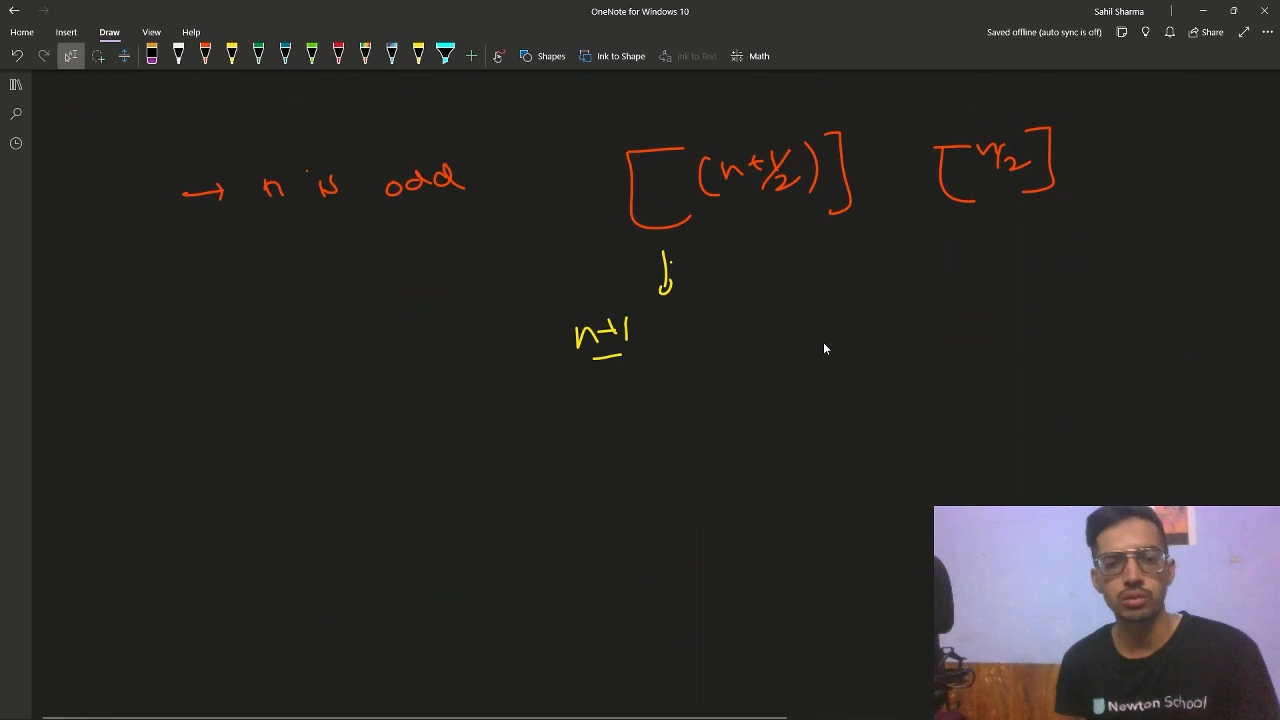 OneNote for Windows 10
Sahil Sharma
Home Insert Draw View Help
Saved offline (auto sync is off)
Share
Shapes Ink to Shape Ink to Text Math
→ n is odd [(n+1/2)] [n/2]
n+1
Newton School